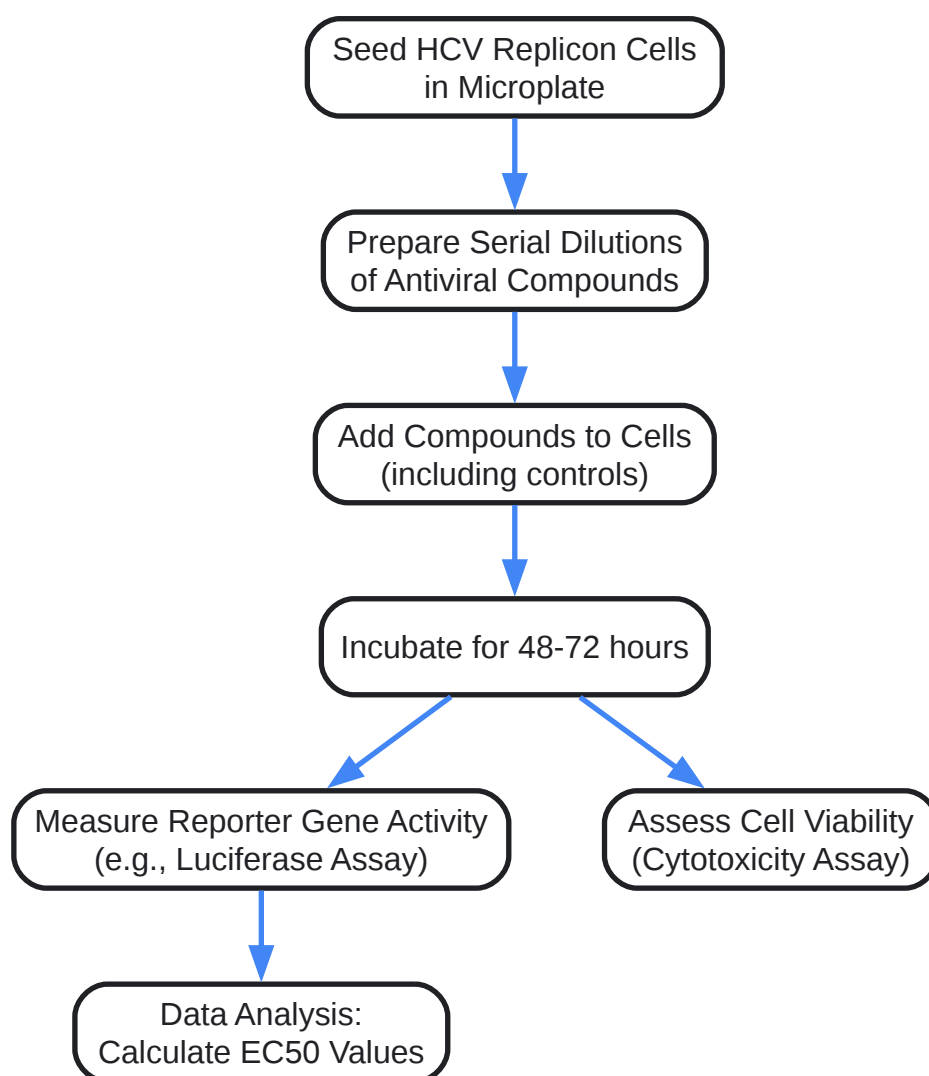 Seed HCV Replicon Cells
in Microplate
Prepare Serial Dilutions
of Antiviral Compounds
Add Compounds to Cells
(including controls)
Incubate for 48-72 hours
Measure Reporter Gene Activity
(e.g., Luciferase Assay)
Assess Cell Viability
(Cytotoxicity Assay)
Data Analysis:
Calculate EC50 Values